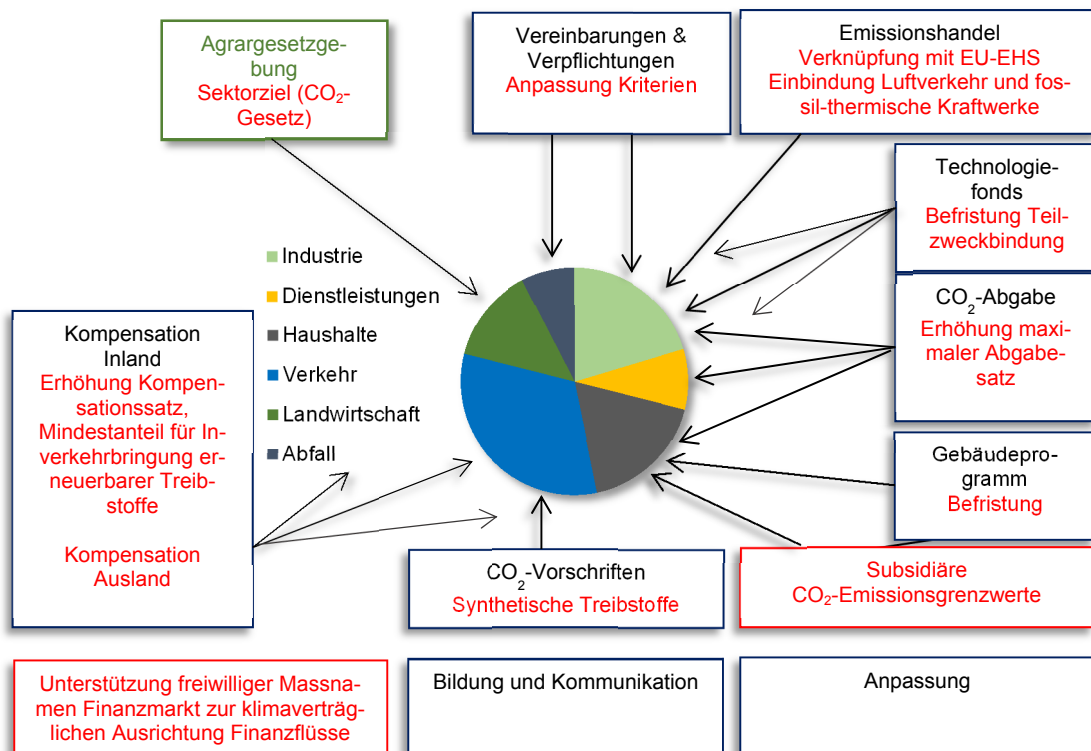 Agrargesetzge-
bung
Sektorziel (CO₂-
Gesetz)
Vereinbarungen &
Verpflichtungen
Anpassung Kriterien
Emissionshandel
Verknüpfung mit EU-EHS
Einbindung Luftverkehr und fos-
sil-thermische Kraftwerke
Technologie-
fonds
Befristung Teil-
zweckbindung
Industrie
Dienstleistungen
Haushalte
Verkehr
Landwirtschaft
Abfall
CO₂-Abgabe
Erhöhung maxi-
maler Abgabe-
satz
Kompensation
Inland
Erhöhung Kompen-
sationssatz,
Mindestanteil für In-
verkehrbringung er-
neuerbarer Treib-
stoffe
Kompensation
Ausland
Gebäudepro-
gramm
Befristung
CO₂-Vorschriften
Synthetische Treibstoffe
Subsidiäre
CO₂-Emissionsgrenzwerte
Unterstützung freiwilliger Massna-
men Finanzmarkt zur klimaverträg-
lichen Ausrichtung Finanzflüsse
Bildung und Kommunikation
Anpassung